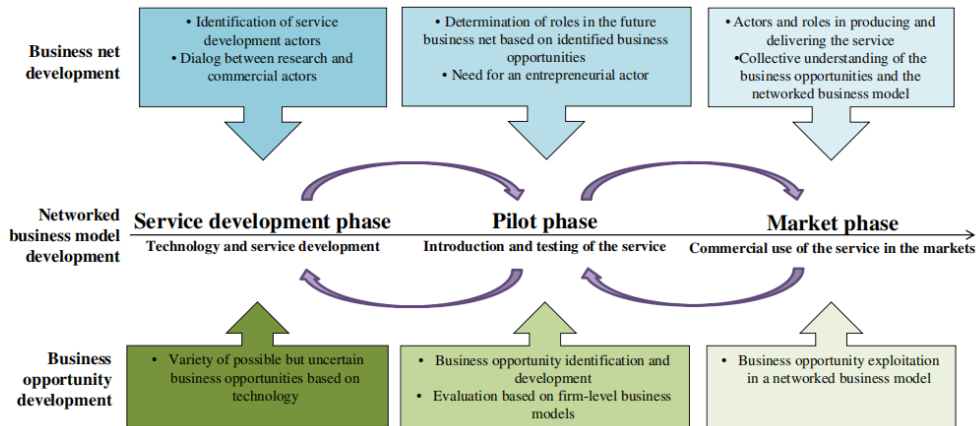 Business net
development
• Identification of service
development actors
• Dialog between research and
commercial actors
• Determination of roles in the future
business net based on identified business
opportunities
• Need for an entrepreneurial actor
• Actors and roles in producing and
delivering the service
•Collective understanding of the
business opportunities and the
networked business model
Networked
business model
development
Service development phase
Technology and service development
Pilot phase
Introduction and testing of the service
Market phase
Commercial use of the service in the markets
Business
opportunity
development
• Variety of possible but uncertain
business opportunities based on
technology
• Business opportunity identification and
development
• Evaluation based on firm-level business
models
• Business opportunity exploitation
in a networked business model